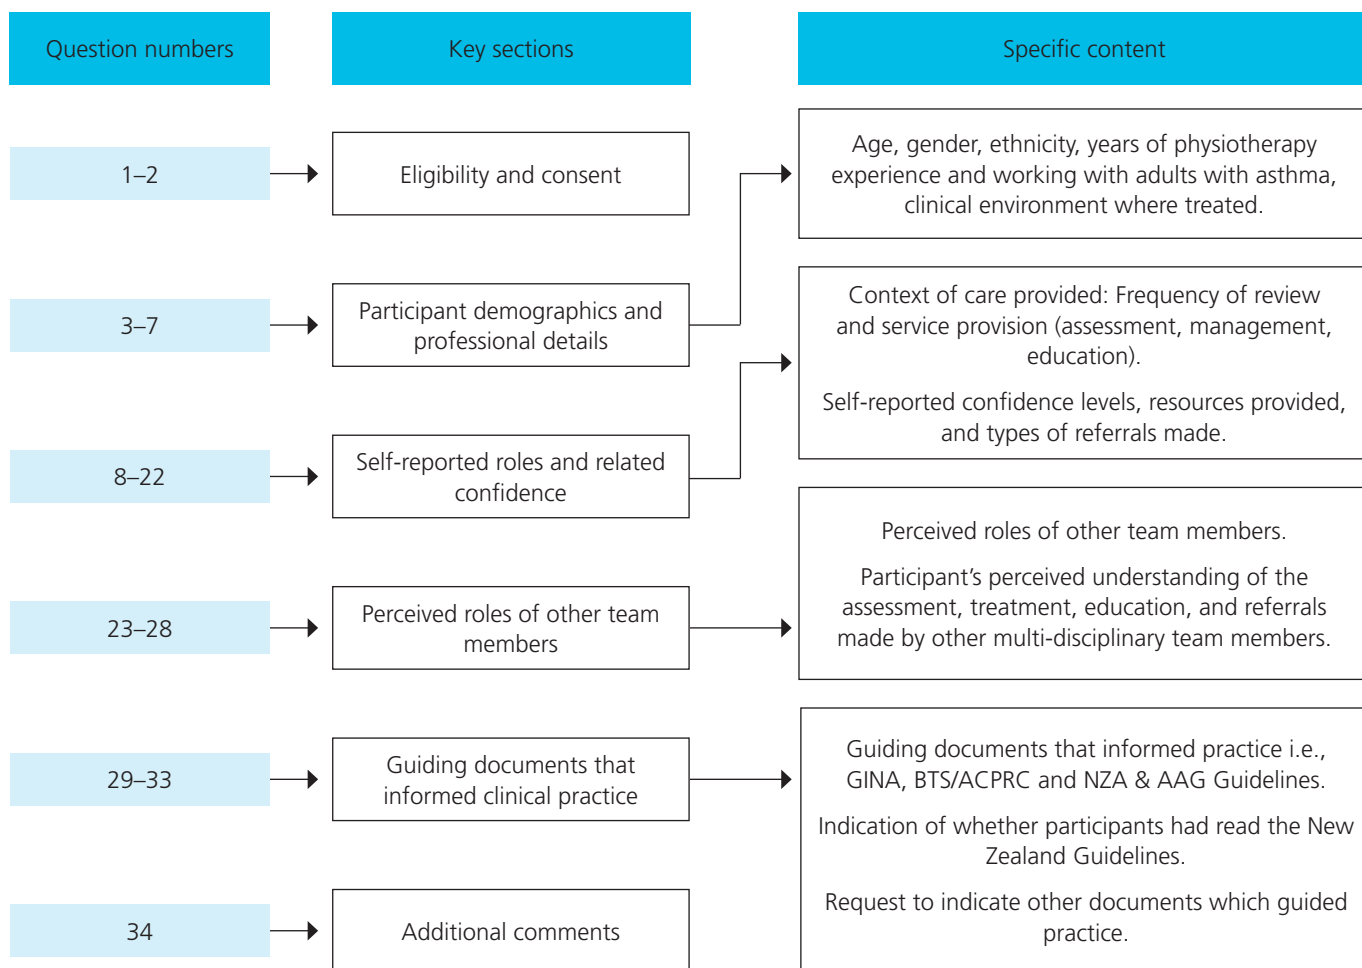 Question numbers
Key sections
Specific content
1–2
Eligibility and consent
Age, gender, ethnicity, years of physiotherapy
experience and working with adults with asthma,
clinical environment where treated.
3–7
Participant demographics and
professional details
Context of care provided: Frequency of review
and service provision (assessment, management,
education).
Self-reported confidence levels, resources provided,
and types of referrals made.
8–22
Self-reported roles and related
confidence
23–28
Perceived roles of other team
members
Perceived roles of other team members.
Participant’s perceived understanding of the
assessment, treatment, education, and referrals
made by other multi-disciplinary team members.
29–33
Guiding documents that
informed clinical practice
Guiding documents that informed practice i.e.,
GINA, BTS/ACPRC and NZA & AAG Guidelines.
Indication of whether participants had read the New
Zealand Guidelines.
Request to indicate other documents which guided
practice.
34
Additional comments